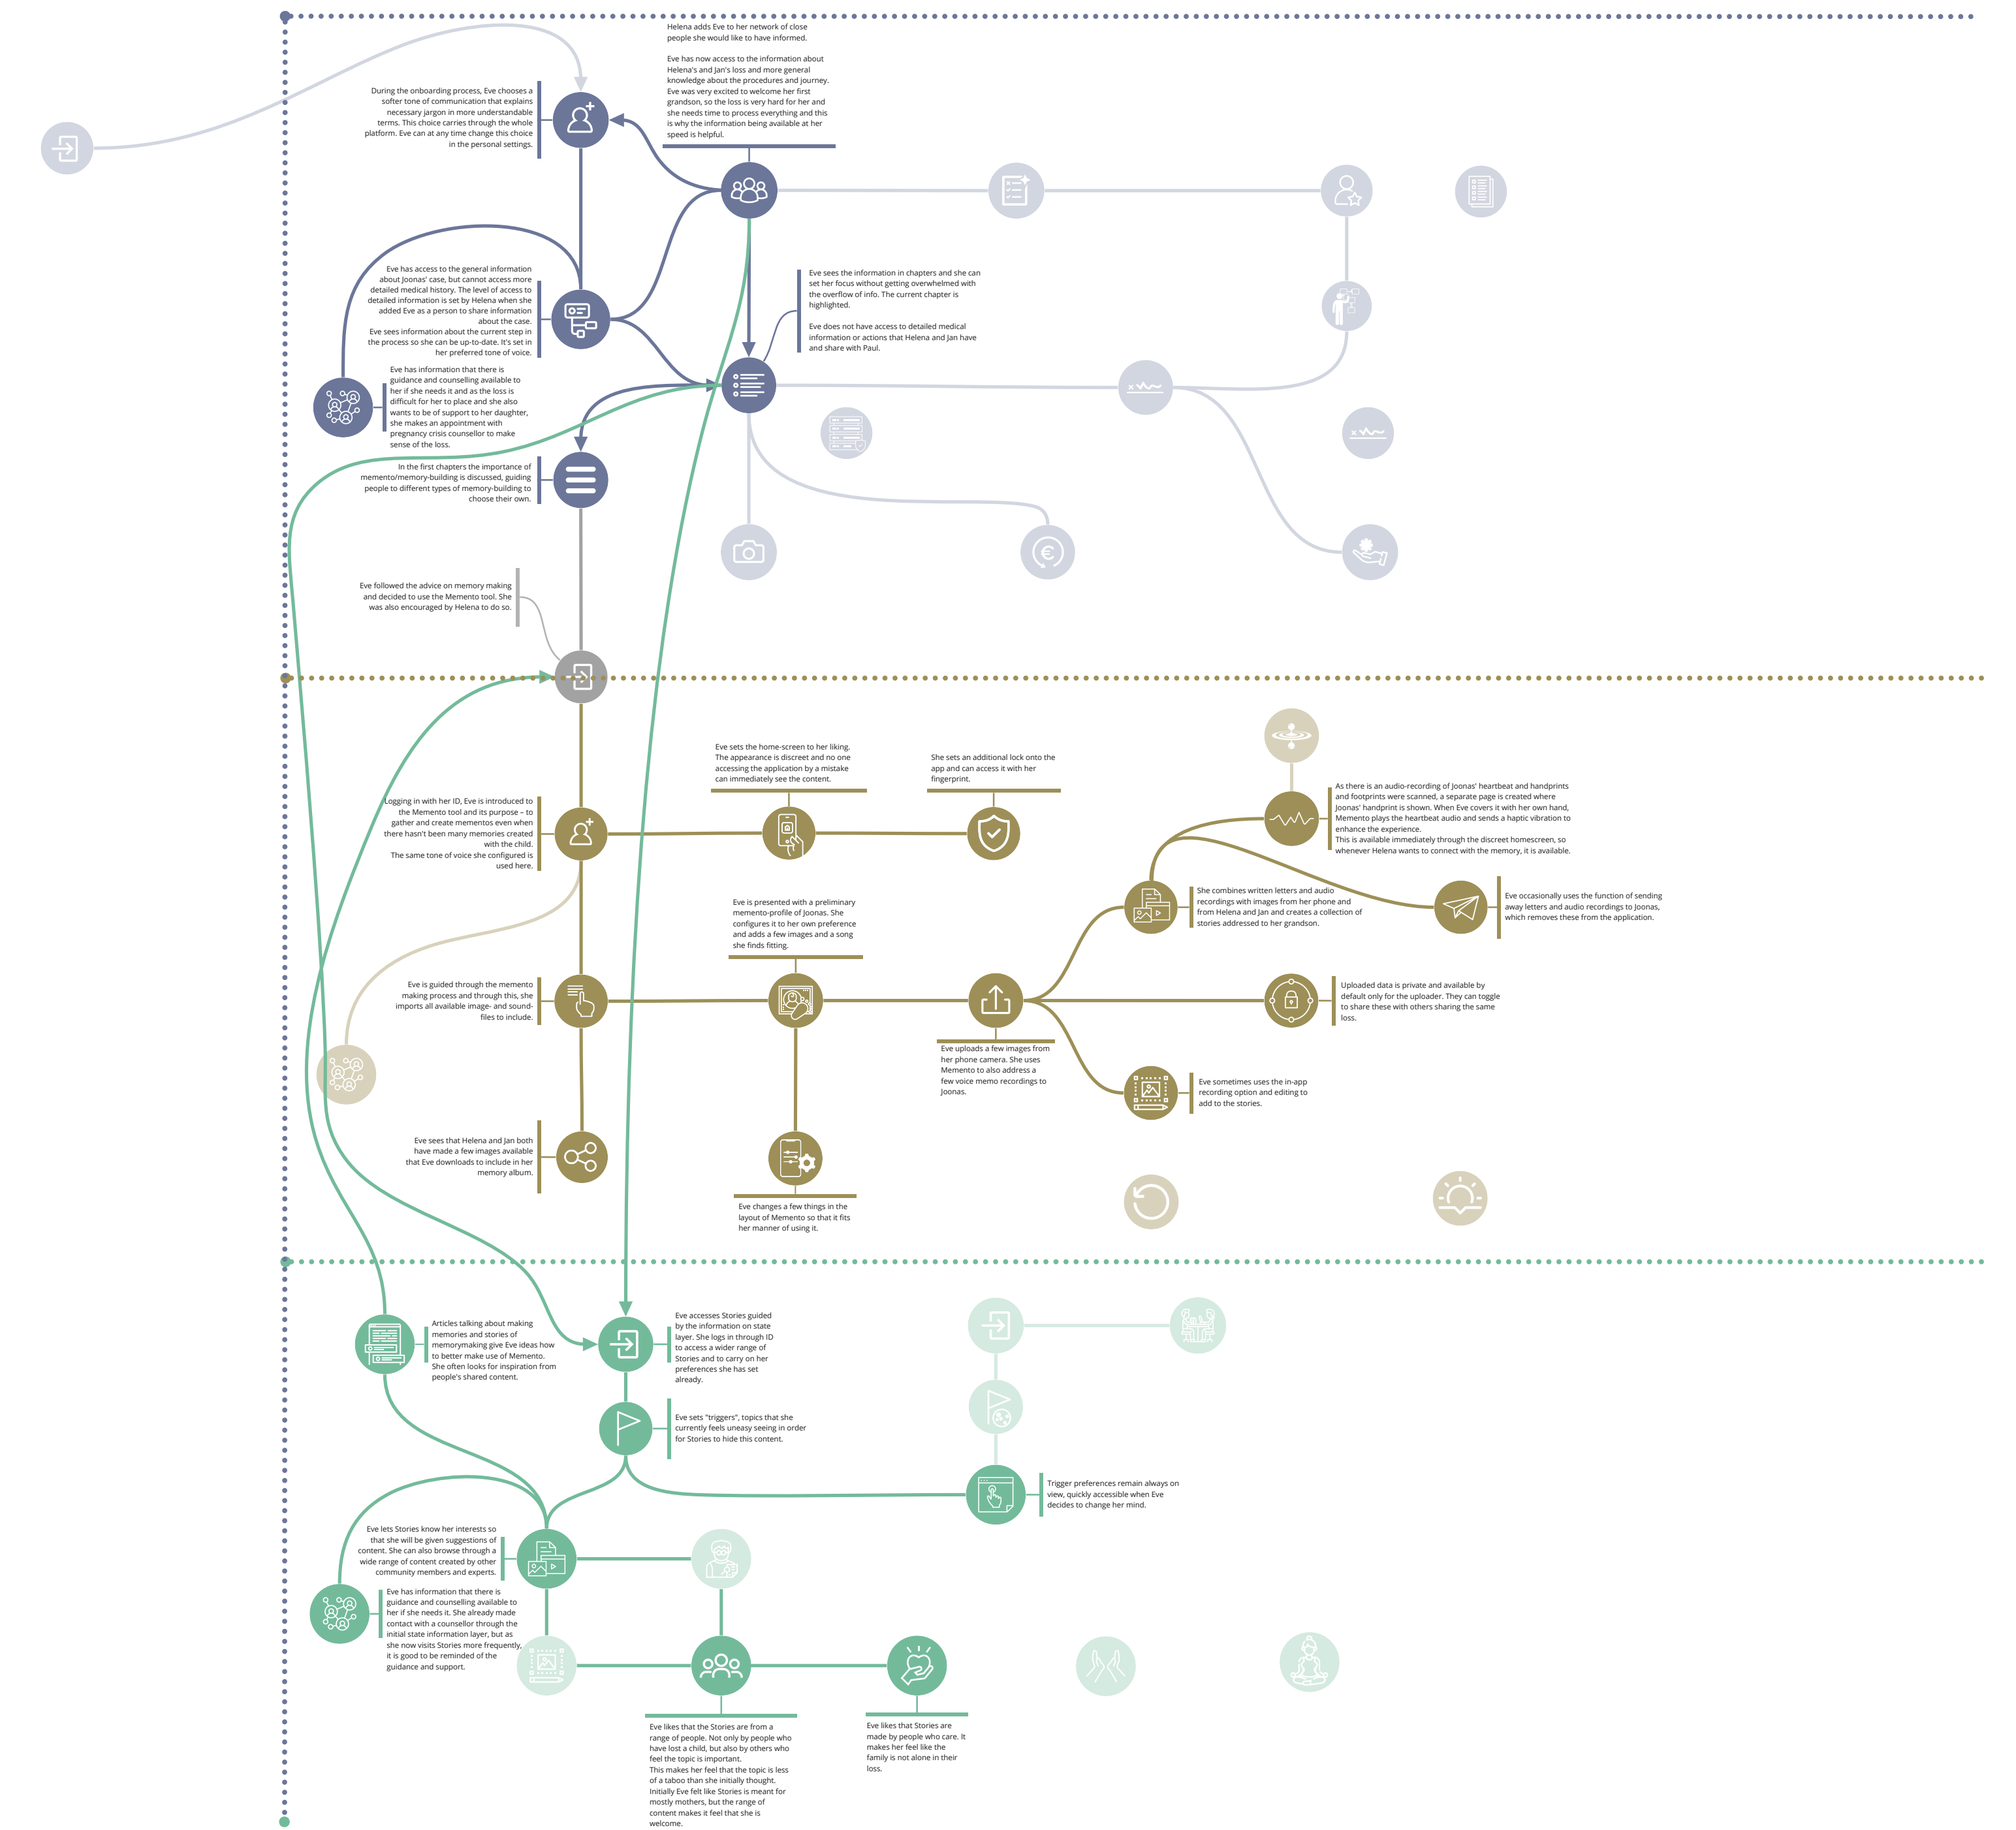 Helena adds Eve to her network of close
people she would like to have informed.
Eve has now access to the information about
Helena's and Jan's loss and more general
knowledge about the procedures and journey.
Eve was very excited to welcome her first
grandson, so the loss is very hard for her and
she needs time to process everything and this
is why the information being available at her
speed is helpful.
During the onboarding process, Eve chooses a
softer tone of communication that explains
necessary jargon in more understandable
terms. This choice carries through the whole
platform. Eve can at any time change this choice
in the personal settings.
Eve has access to the general information
about Joonas' case, but cannot access more
detailed medical history. The level of access to
detailed information is set by Helena when she
added Eve as a person to share information
about the case.
Eve sees information about the current step in
the process so she can be up-to-date. It's set in
her preferred tone of voice.
Eve sees the information in chapters and she can
set her focus without getting overwhelmed with
the overflow of info. The current chapter is
highlighted.
Eve does not have access to detailed medical
information or actions that Helena and Jan have
and share with Paul.
Eve has information that there is
guidance and counselling available to
her if she needs it and as the loss is
difficult for her to place and she also
wants to be of support to her daughter,
she makes an appointment with
pregnancy crisis counsellor to make
sense of the loss.
In the first chapters the importance of
memento/memory-building is discussed, guiding
people to different types of memory-building to
choose their own.
Eve followed the advice on memory making
and decided to use the Memento tool. She
was also encouraged by Helena to do so.
Eve sets the home-screen to her liking.
The appearance is discreet and no one
accessing the application by a mistake
can immediately see the content.
She sets an additional lock onto the
app and can access it with her
fingerprint.
As there is an audio-recording of Joonas' heartbeat and handprints
and footprints were scanned, a separate page is created where
Joonas' handprint is shown. When Eve covers it with her own hand,
Memento plays the heartbeat audio and sends a haptic vibration to
enhance the experience.
This is available immediately through the discreet homescreen, so
whenever Helena wants to connect with the memory, it is available.
Logging in with her ID, Eve is introduced to
the Memento tool and its purpose – to
gather and create mementos even when
there hasn't been many memories created
with the child.
The same tone of voice she configured is
used here.
She combines written letters and audio
recordings with images from her phone and
from Helena and Jan and creates a collection of
stories addressed to her grandson.
Eve occasionally uses the function of sending
away letters and audio recordings to Joonas,
which removes these from the application.
Eve is presented with a preliminary
memento-profile of Joonas. She
configures it to her own preference
and adds a few images and a song
she finds fitting.
Eve is guided through the memento
making process and through this, she
imports all available image- and sound-
files to include.
Uploaded data is private and available by
default only for the uploader. They can toggle
to share these with others sharing the same
loss.
Eve uploads a few images from
her phone camera. She uses
Memento to also address a
few voice memo recordings to
Joonas.
Eve sometimes uses the in-app
recording option and editing to
add to the stories.
Eve sees that Helena and Jan both
have made a few images available
that Eve downloads to include in her
memory album.
Eve changes a few things in the
layout of Memento so that it fits
her manner of using it.
Articles talking about making
memories and stories of
memorymaking give Eve ideas how
to better make use of Memento.
She often looks for inspiration from
people's shared content.
Eve accesses Stories guided
by the information on state
layer. She logs in through ID
to access a wider range of
Stories and to carry on her
preferences she has set
already.
Eve sets "triggers", topics that she
currently feels uneasy seeing in order
for Stories to hide this content.
Trigger preferences remain always on
view, quickly accessible when Eve
decides to change her mind.
Eve lets Stories know her interests so
that she will be given suggestions of
content. She can also browse through a
wide range of content created by other
community members and experts.
Eve has information that there is
guidance and counselling available to
her if she needs it. She already made
contact with a counsellor through the
initial state information layer, but as
she now visits Stories more frequently,
it is good to be reminded of the
guidance and support.
Eve likes that the Stories are from a
range of people. Not only by people who
have lost a child, but also by others who
feel the topic is important.
This makes her feel that the topic is less
of a taboo than she initially thought.
Initially Eve felt like Stories is meant for
mostly mothers, but the range of
content makes it feel that she is
welcome.
Eve likes that Stories are
made by people who care. It
makes her feel like the
family is not alone in their
loss.